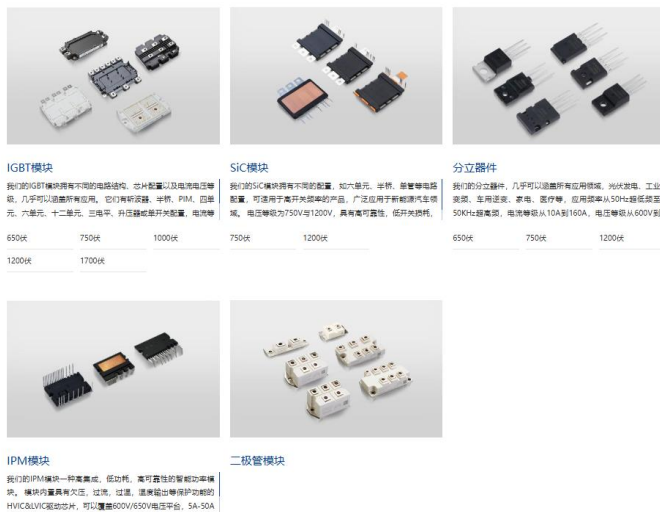 IGBT模块
我们的IGBT模块拥有不同的电路结构、芯片配置以及电流电压等
级，几乎可以涵盖所有应用。 它们有斩波器、半桥、PIM、四单
元、六单元、十二单元、三电平、升压器或单开关配置，电流等
650伏
750伏
1000伏
1200伏
1700伏
SiC模块
我们的SiC模块拥有不同的配置，如六单元、半桥、单管等电路
配置，可适用于高开关频率的产品，广泛应用于新能源汽车领
域。 电压等级为750V与1200V，具有高可靠性，低开关损耗，
750伏
1200伏
分立器件
我们的分立器件，几乎可以涵盖所有应用领域，光伏发电、工业
变频、车用逆变、家电、医疗等，应用频率从50Hz超低频至
50KHz超高频，电流等级从10A到160A，电压等级从600V到
650伏
750伏
1200伏
IPM模块
我们的IPM模块一种高集成、低功耗，高可靠性的智能功率模
块。 模块内置具有欠压，过流，过温，温度输出等保护功能的
HVIC&LVIC驱动芯片，可以覆盖600V/650V电压平台，5A-50A
二极管模块